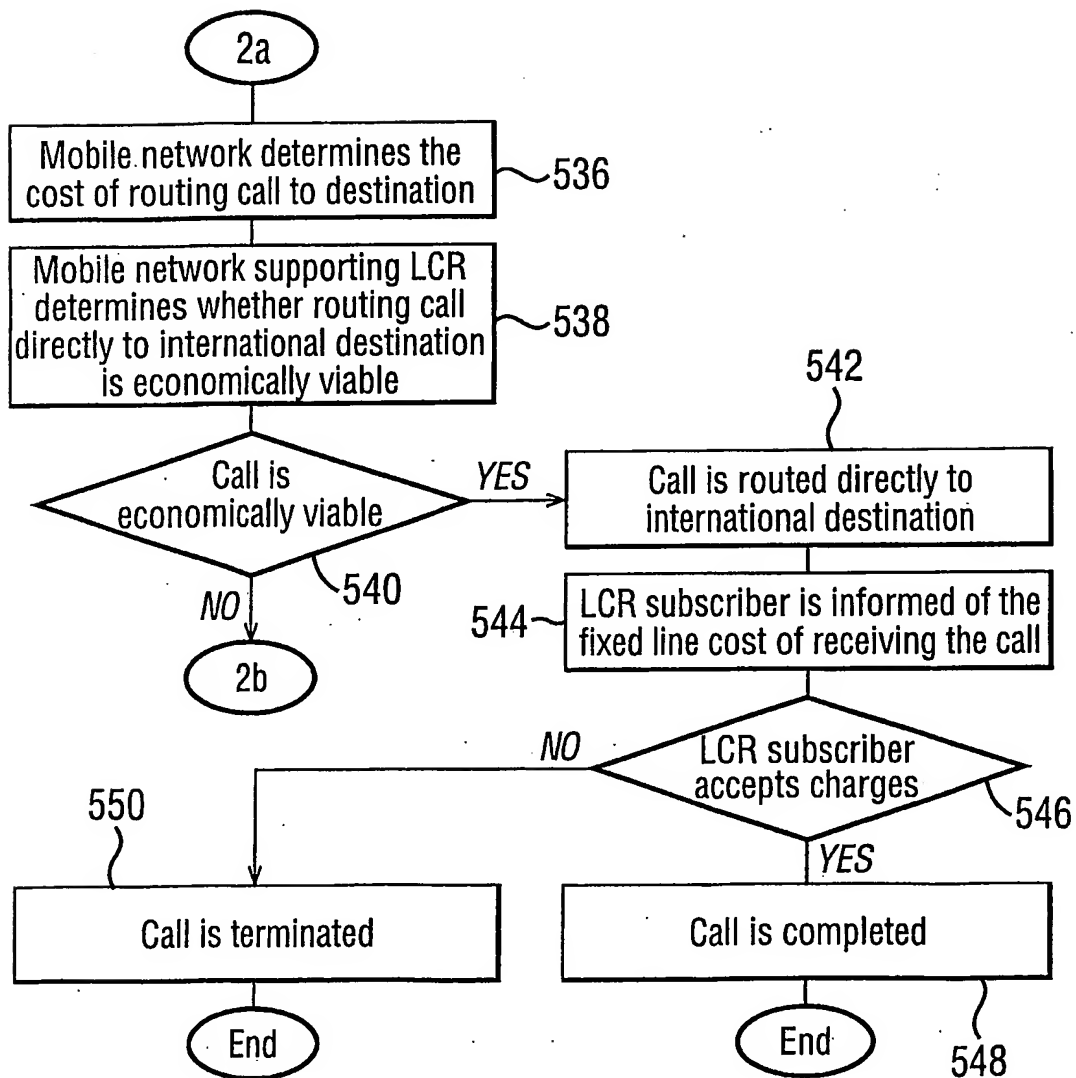 2a
Mobile network determines the
cost of routing call to destination
536
Mobile network supporting LCR
determines whether routing call
directly to international destination
is economically viable
538
Call is
economically viable
540
YES
NO
2b
542
Call is routed directly to
international destination
544
LCR subscriber is informed of the
fixed line cost of receiving the call
LCR subscriber
accepts charges
546
NO
YES
550
Call is terminated
End
Call is completed
548
End